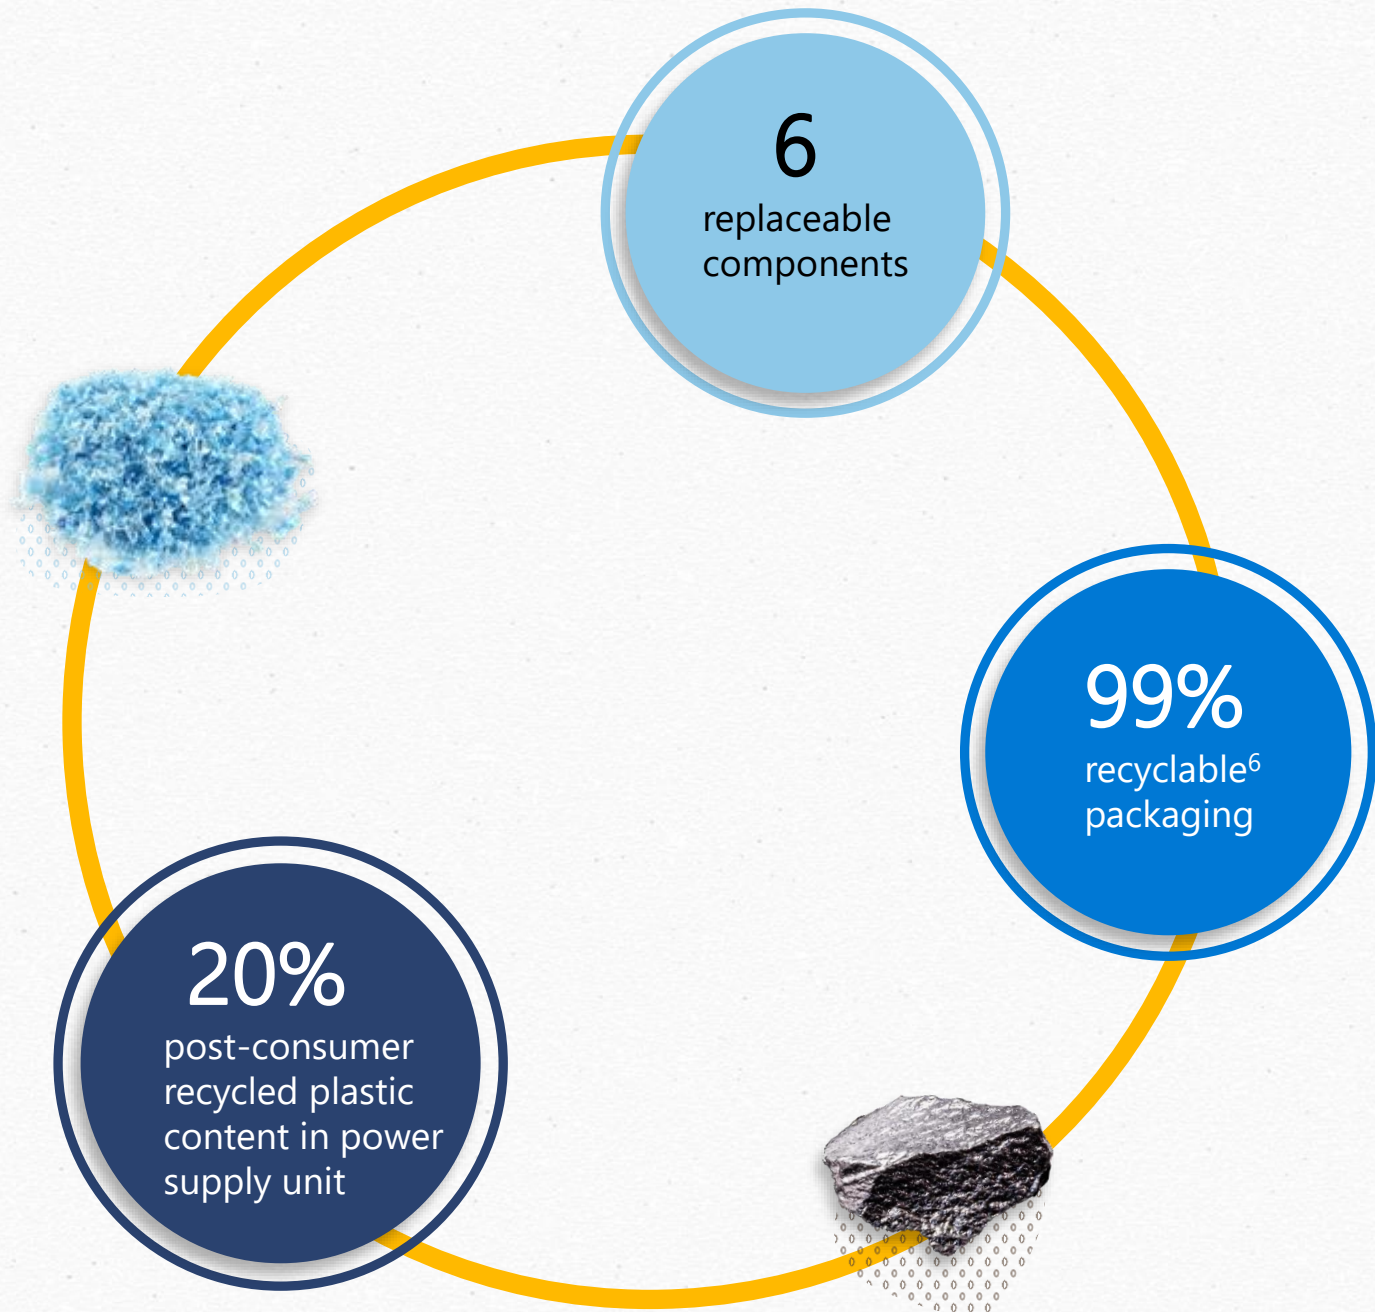 6
replaceable
components
99%
recyclable⁶
packaging
20%
post-consumer
recycled plastic
content in power
supply unit